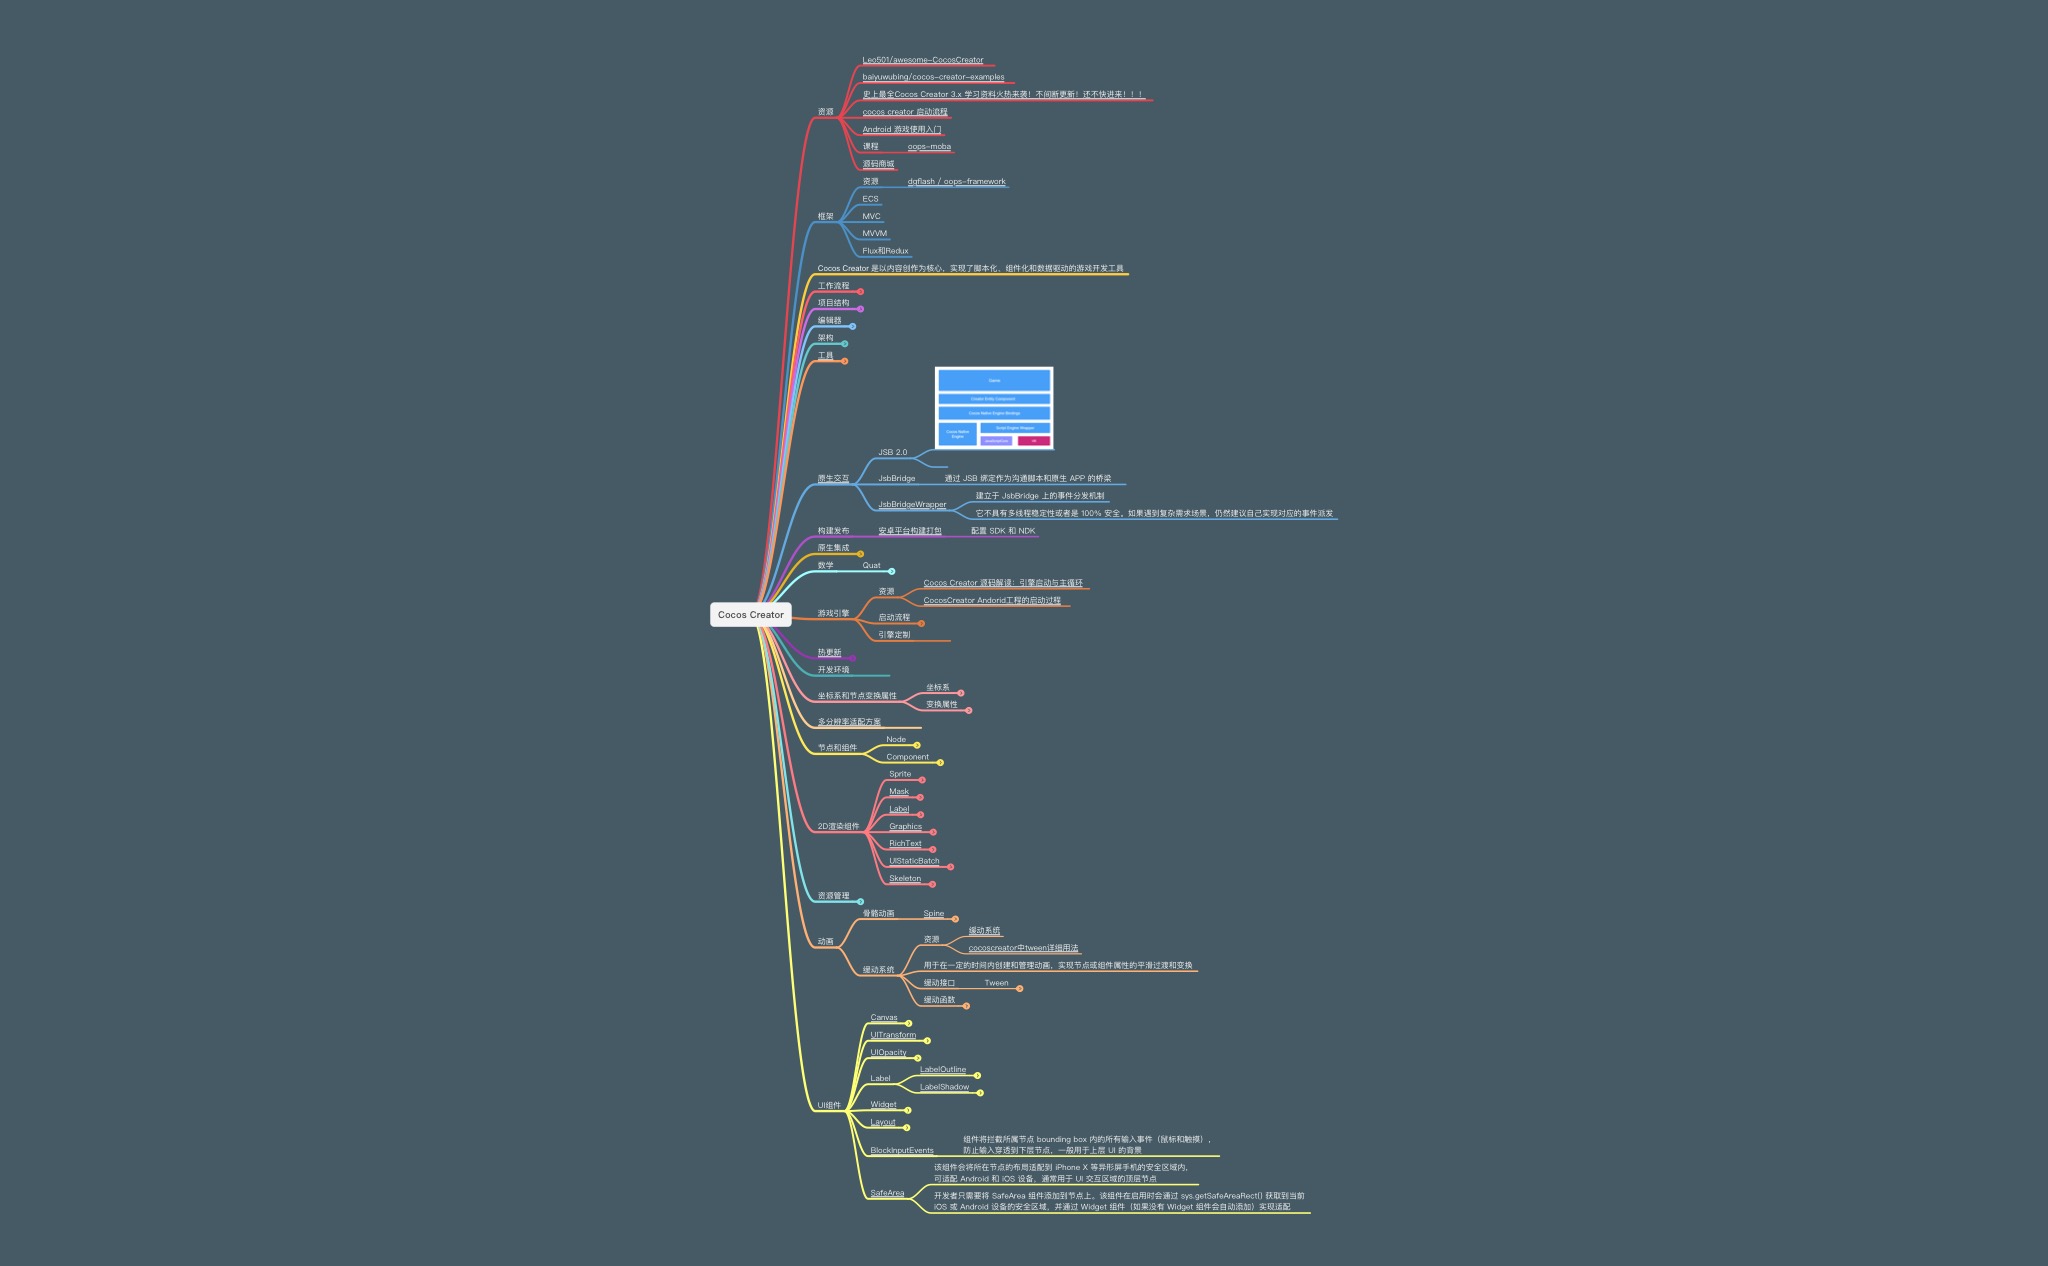 Leo501/awesome-CocosCreator
baiyuwubing/cocos-creator-examples
史上最全Cocos Creator 3.x 学习资料火热来袭！不间断更新！还不快进来！！！
资源
cocos creator 启动流程
Android 游戏使用入门
课程
oops-moba
源码商城
资源
dgflash / oops-framework
ECS
框架
MVC
MVVM
Flux和Redux
Cocos Creator 是以内容创作为核心，实现了脚本化、组件化和数据驱动的游戏开发工具
工作流程
项目结构
编辑器
架构
工具
Game
Creator Entity Component
Cocos Native Engine Bindings
Cocos Native
Engine
Script Engine Wrapper
JavaScriptCore
V8
JSB 2.0
原生交互
JsbBridge
通过 JSB 绑定作为沟通脚本和原生 APP 的桥梁
JsbBridgeWrapper
建立于 JsbBridge 上的事件分发机制
它不具有多线程稳定性或者是 100% 安全。如果遇到复杂需求场景，仍然建议自己实现对应的事件派发
构建发布
安卓平台构建打包
配置 SDK 和 NDK
原生集成
数学
Quat
Cocos Creator 源码解读：引擎启动与主循环
资源
CocosCreator Andorid工程的启动过程
Cocos Creator
游戏引擎
启动流程
引擎定制
热更新
开发环境
坐标系
坐标系和节点变换属性
变换属性
多分辨率适配方案
Node
节点和组件
Component
Sprite
Mask
Label
2D渲染组件
Graphics
RichText
UIStaticBatch
Skeleton
资源管理
骨骼动画
Spine
动画
缓动系统
资源
cocoscreator中tween详细用法
缓动系统
用于在一定的时间内创建和管理动画，实现节点或组件属性的平滑过渡和变换
缓动接口
Tween
缓动函数
Canvas
UITransform
UIOpacity
LabelOutline
Label
LabelShadow
UI组件
Widget
Layout
BlockInputEvents
组件将拦截所属节点 bounding box 内的所有输入事件（鼠标和触摸），
防止输入穿透到下层节点，一般用于上层 UI 的背景
该组件会将所在节点的布局适配到 iPhone X 等异形屏手机的安全区域内，
可适配 Android 和 iOS 设备，通常用于 UI 交互区域的顶层节点
SafeArea
开发者只需要将 SafeArea 组件添加到节点上，该组件在启用时会通过 sys.getSafeAreaRect() 获取到当前
iOS 或 Android 设备的安全区域，并通过 Widget 组件（如果没有 Widget 组件会自动添加）实现适配